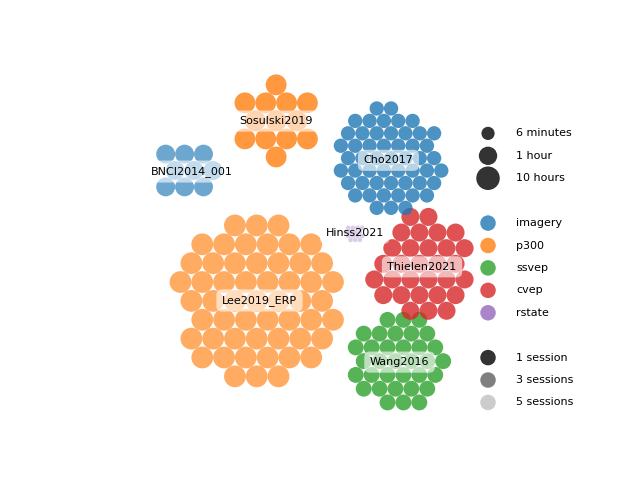 Sosulski2019
Cho2017
BNCI2014_001
Hinss2021
Thielen2021
Lee2019_ERP
Wang2016
6 minutes
1 hour
10 hours
imagery
p300
ssvep
cvep
rstate
1 session
3 sessions
5 sessions